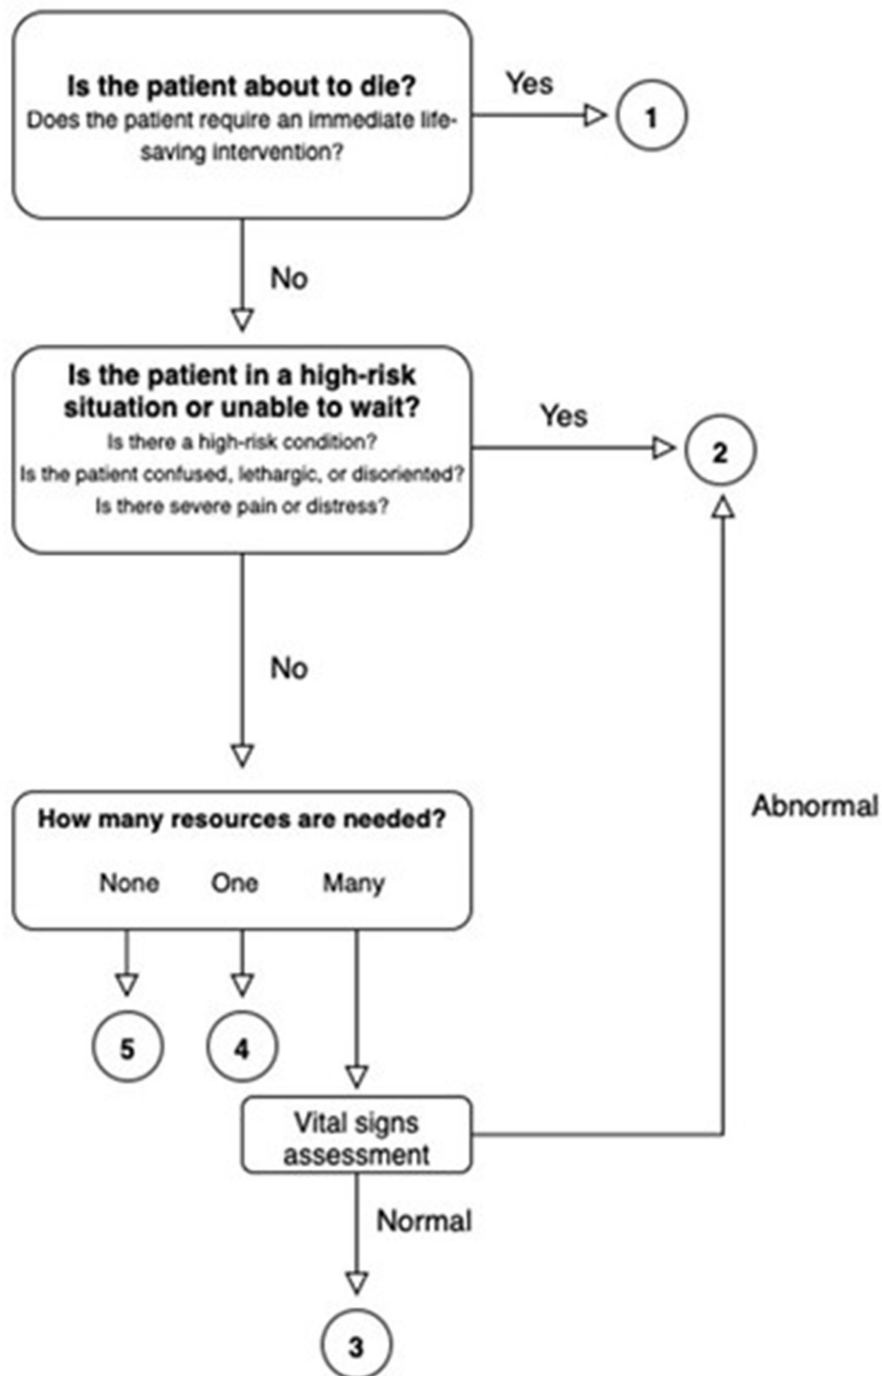 Is the patient about to die?
Does the patient require an immediate life-
saving intervention?
Yes
1
No
Is the patient in a high-risk
situation or unable to wait?
Is there a high-risk condition?
Is the patient confused, lethargic, or disoriented?
Is there severe pain or distress?
Yes
2
No
How many resources are needed?
None One Many
Abnormal
5 4
Vital signs
assessment
Normal
3